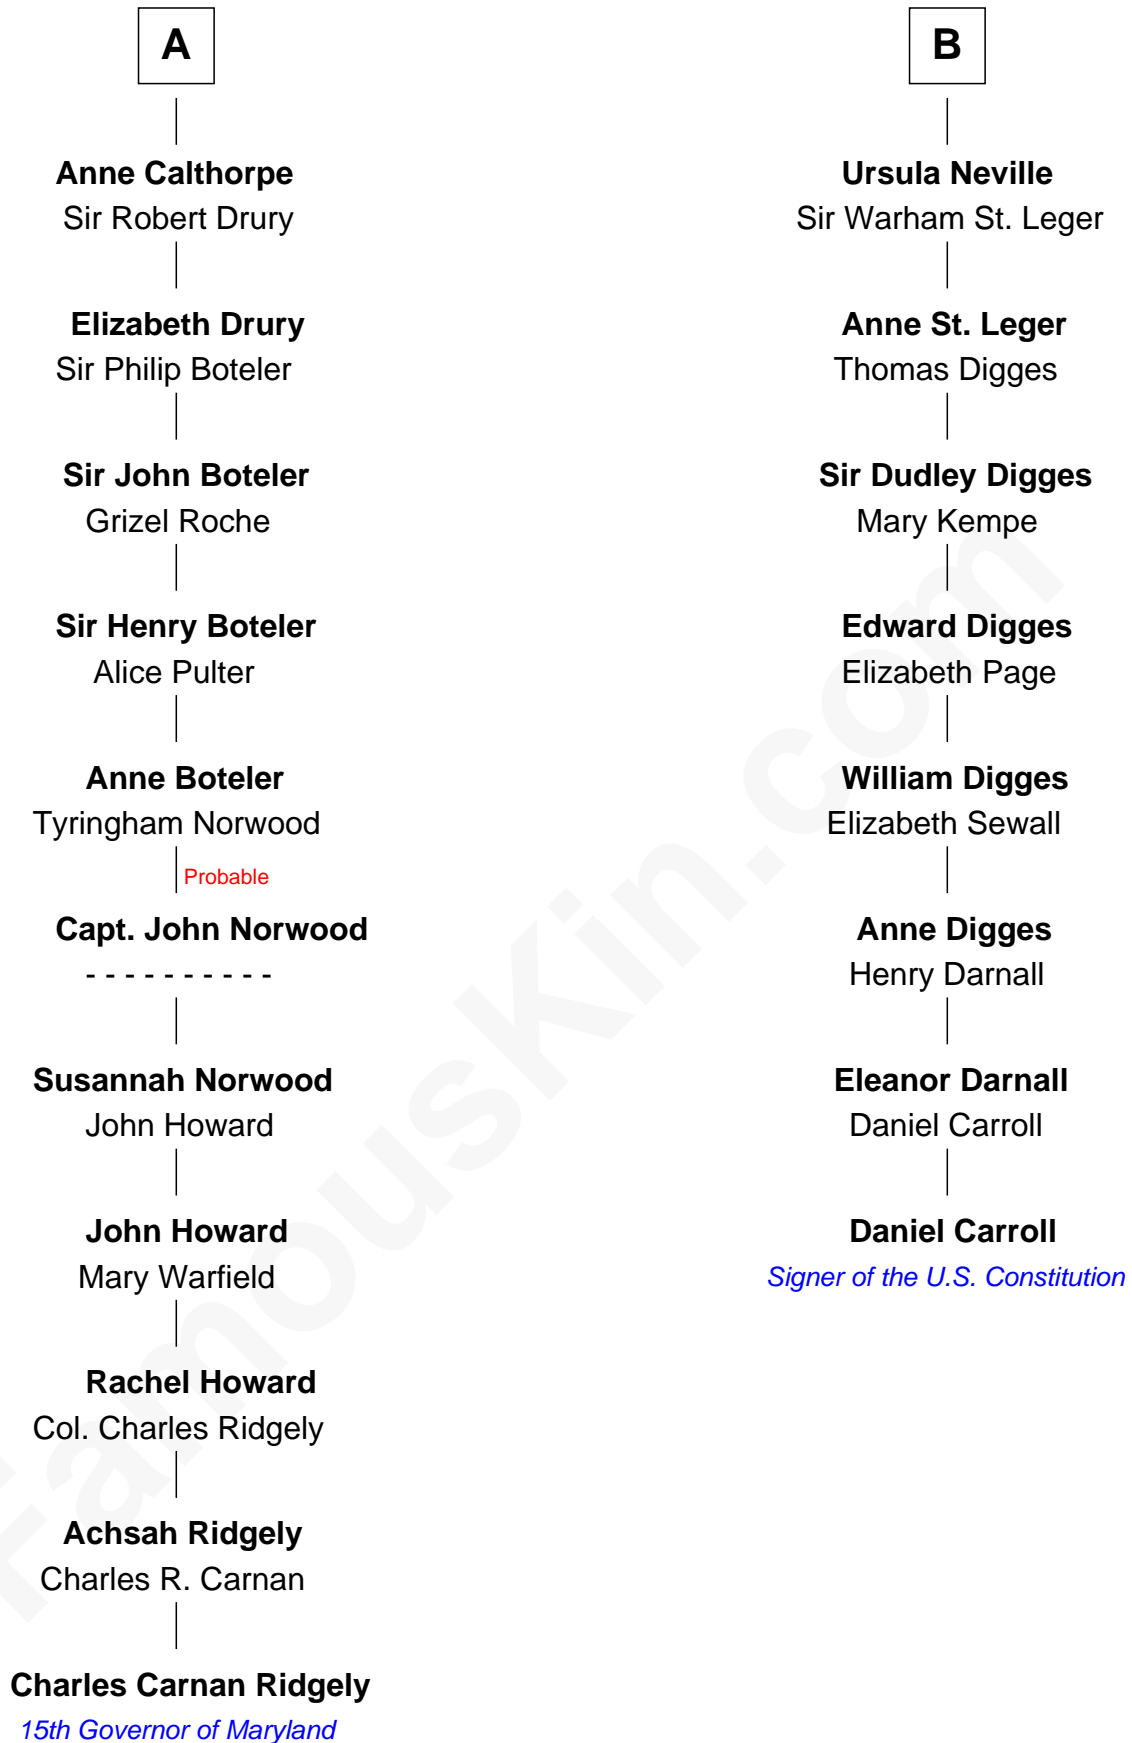 A
Anne Calthorpe
Sir Robert Drury
Elizabeth Drury
Sir Philip Boteler
Sir John Boteler
Grizel Roche
Sir Henry Boteler
Alice Pulter
Anne Boteler
Tyringham Norwood
Probable
Capt. John Norwood
- - - - - - - - - -
Susannah Norwood
John Howard
John Howard
Mary Warfield
Rachel Howard
Col. Charles Ridgely
Achsah Ridgely
Charles R. Carnan
Charles Carnan Ridgely
15th Governor of Maryland
B
Ursula Neville
Sir Warham St. Leger
Anne St. Leger
Thomas Digges
Sir Dudley Digges
Mary Kempe
Edward Digges
Elizabeth Page
William Digges
Elizabeth Sewall
Anne Digges
Henry Darnall
Eleanor Darnall
Daniel Carroll
Daniel Carroll
Signer of the U.S. Constitution
FamousKin.com